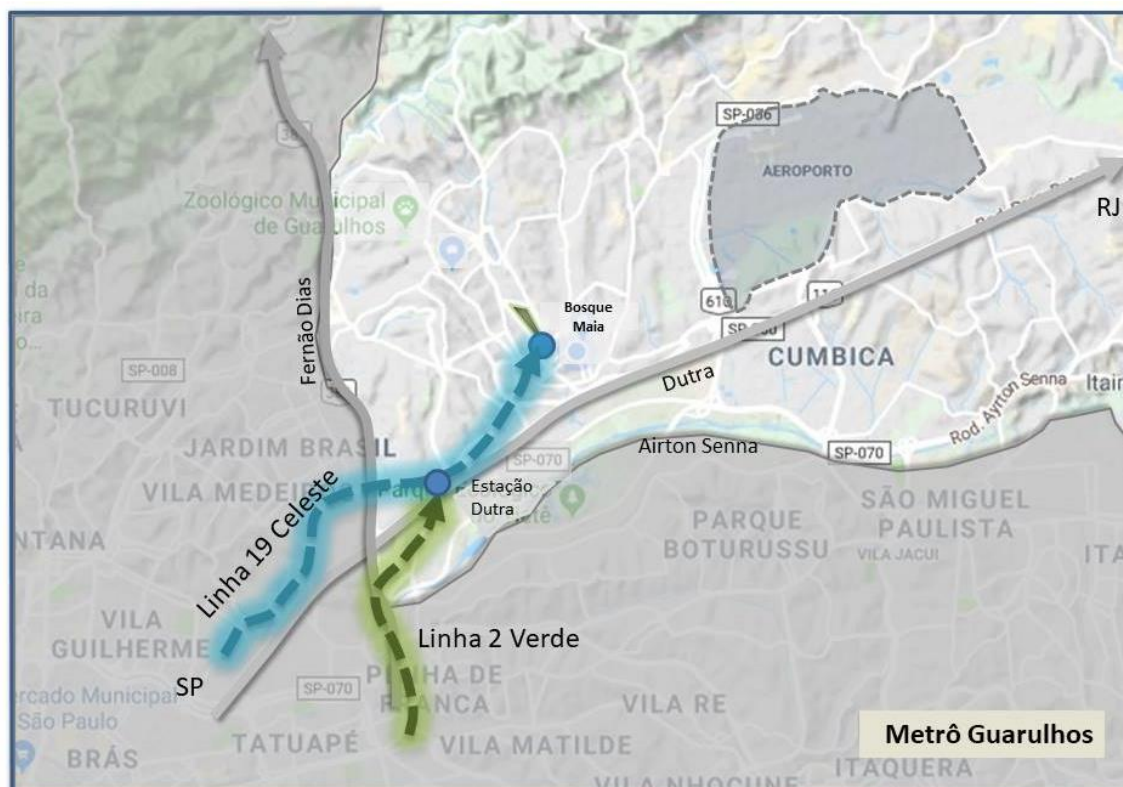 SP-036
AEROPORTO
RJ
Zoológico Municipal
de Guarulhos
Fernão Dias
Bosque
Maia
610
SP-008
CUMBICA
Dutra
TUCURUVI
JARDIM BRASIL
Rod. Ayrton Senna
Airton Senna
SP-070
SP-070
VILA
Estação
Dutra
Linha 19 Celeste
SÃO MIGUEL
PAULISTA
PARQUE
BOTURUSSU
VILA JACUI
VILA
GUILHERME
Linha 2 Verde
SP
SP-070
DE
VILA RE
Municipal
São Paulo
TATUAPÉ
VILA MATILDE
Metrô Guarulhos
BRÁS
ITAQUERA